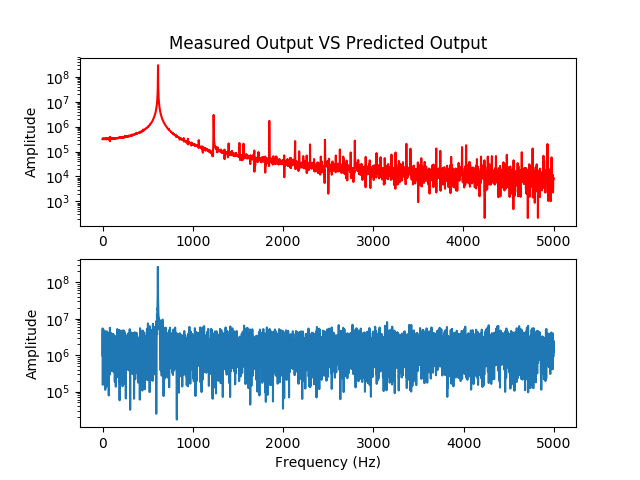 Measured Output VS Predicted Output
Amplitude
10⁸
10⁷
10⁶
10⁵
10⁴
10³
0 1000 2000 3000 4000 5000
Amplitude
10⁸
10⁷
10⁶
10⁵
0 1000 2000 3000 4000 5000
Frequency (Hz)